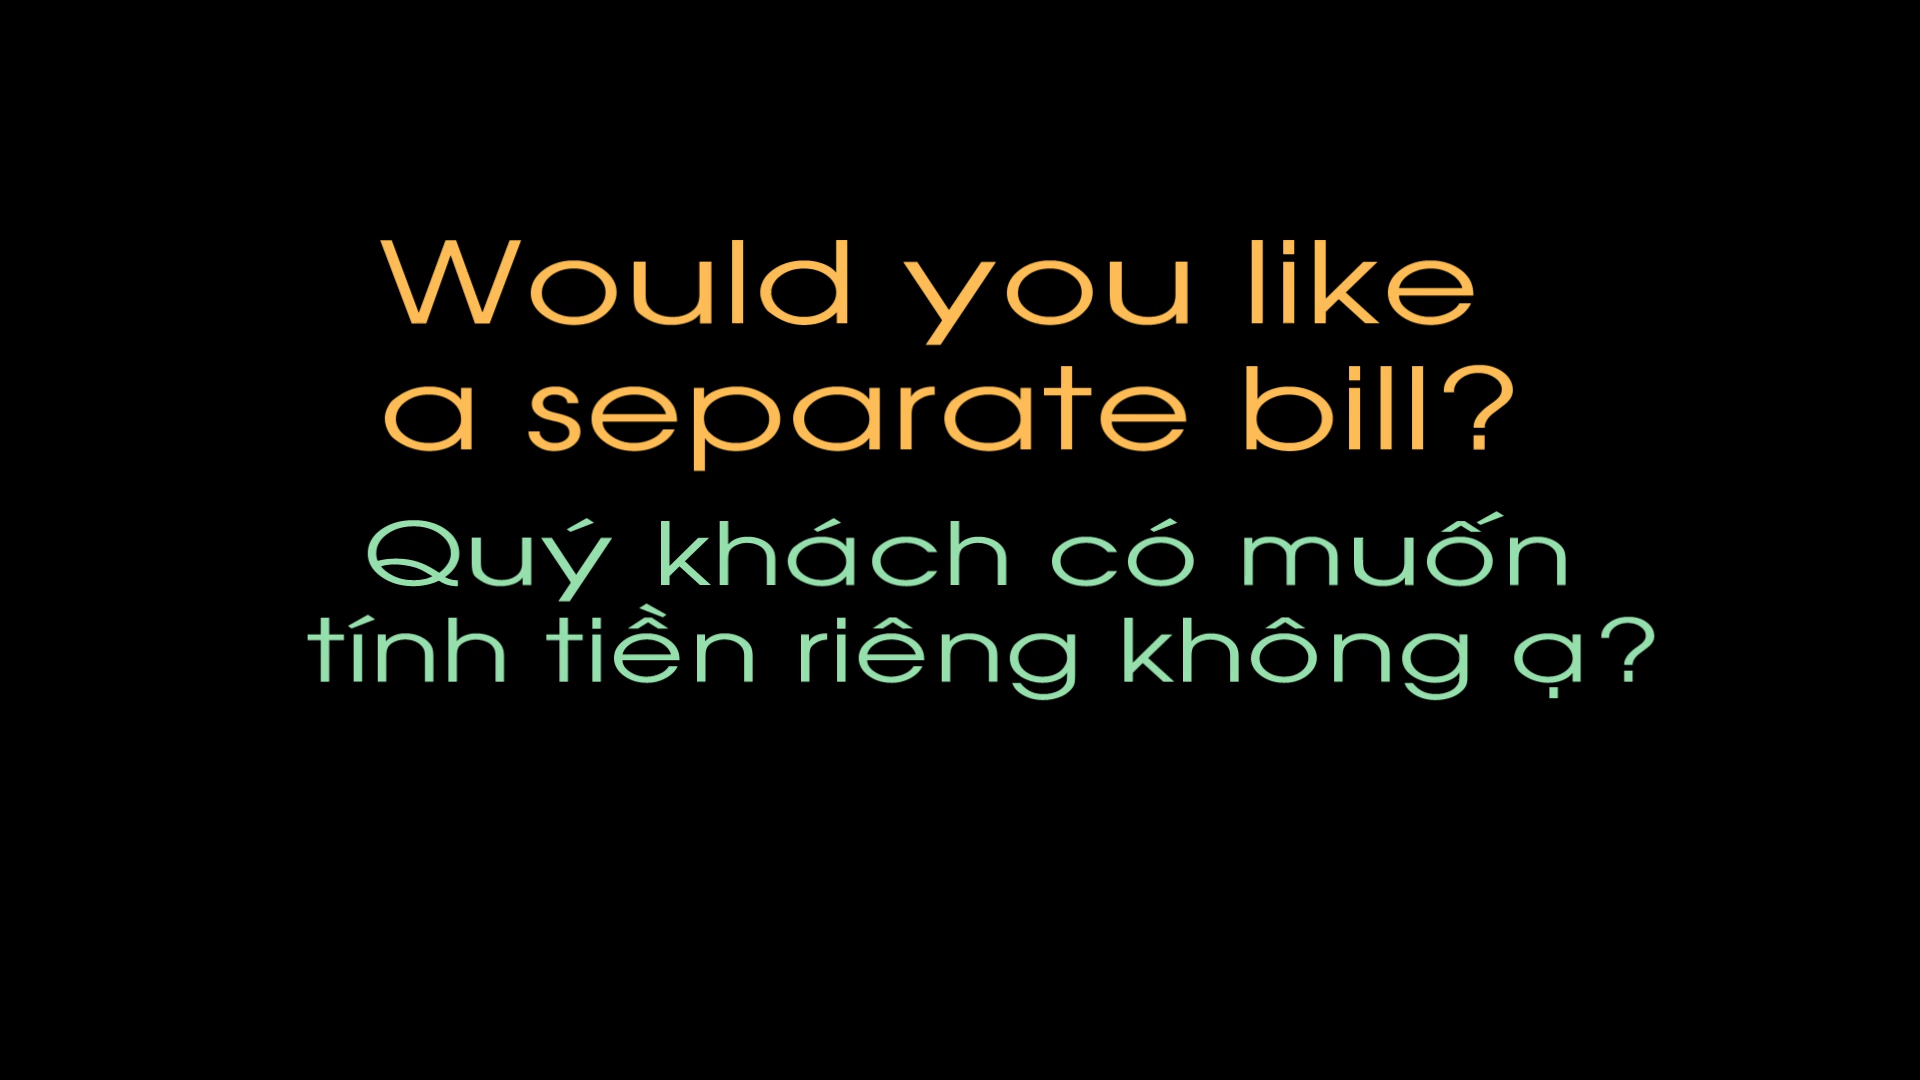 Would you like
a separate bill?
Quý khách có muốn
tính tiền riêng không ạ?